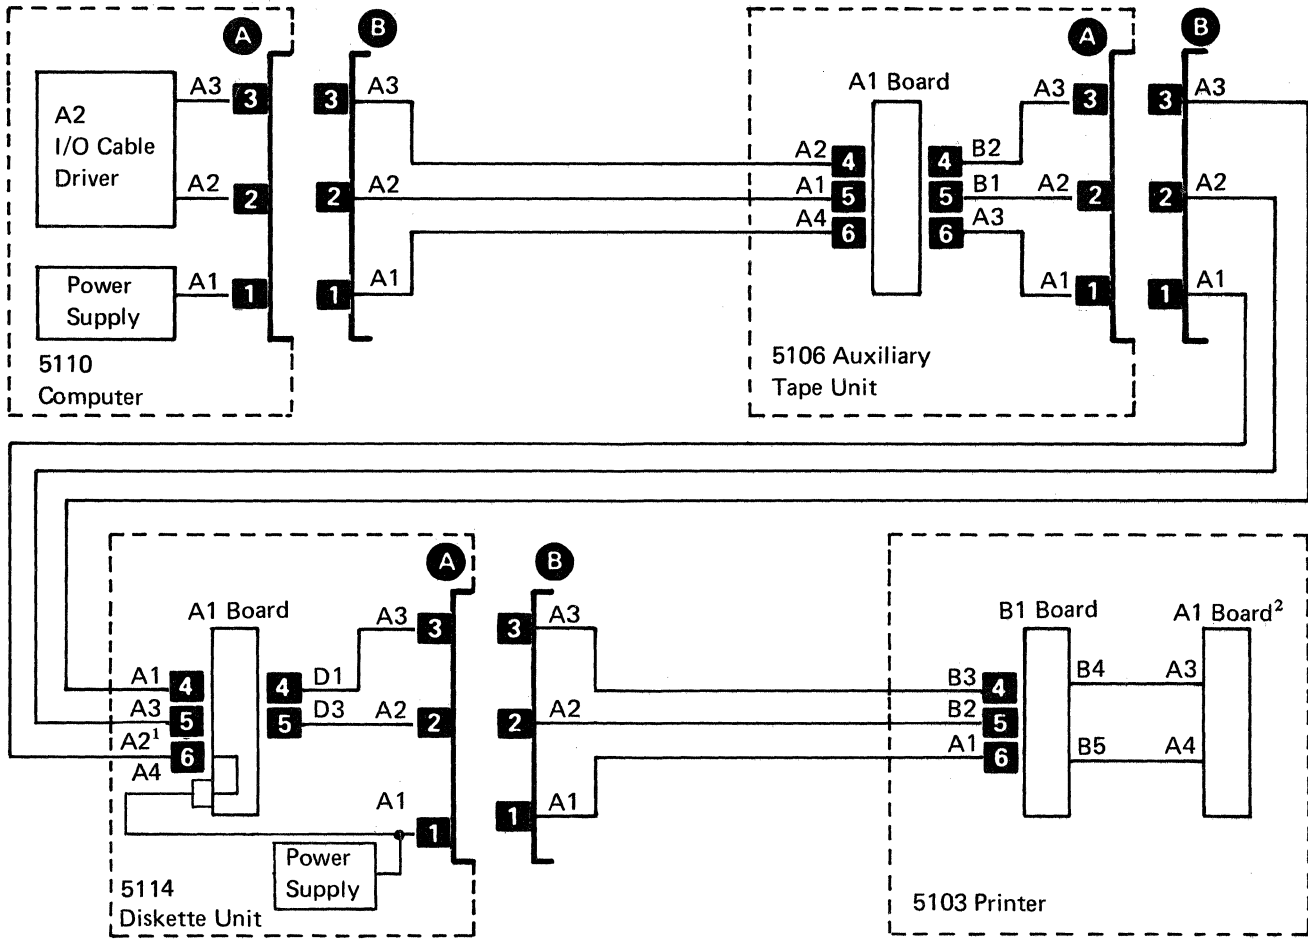 A
B
A
B
A2
I/O Cable
Driver
A3
3
3
A3
A2
2
2
A2
Power
Supply
A1
1
1
A1
5110
Computer
A1 Board
A2
4
4
B2
A3
3
3
A3
A1
5
5
B1
A2
2
2
A2
A4
6
6
A3
A1
1
1
A1
5106 Auxiliary
Tape Unit
A
B
A1 Board
A1
4
4
D1
A3
3
3
A3
A3
5
5
D3
A2
2
2
A2
A2¹
6
A4
A1
1
1
A1
Power
Supply
5114
Diskette Unit
B1 Board
A1 Board²
B3
4
B4
A3
B2
5
A1
6
B5
A4
5103 Printer